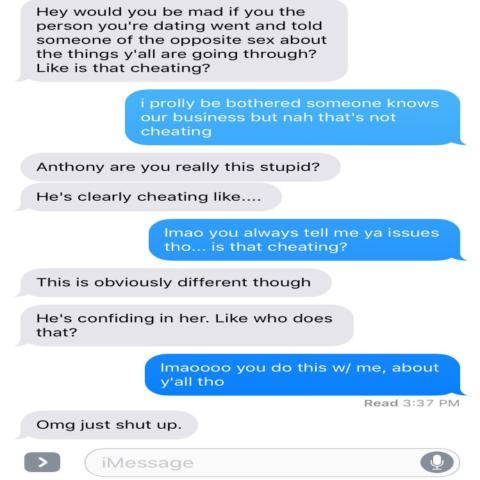 Hey would you be mad if you the
person you're dating went and told
someone of the opposite sex about
the things y'all are going through?
Like is that cheating?
i prolly be bothered someone knows
our business but nah that's not
cheating
Anthony are you really this stupid?
He's clearly cheating like....
lmao you always tell me ya issues
tho... is that cheating?
This is obviously different though
He's confiding in her. Like who does
that?
lmaoooo you do this w/ me, about
y'all tho
Read 3:37 PM
Omg just shut up.
iMessage